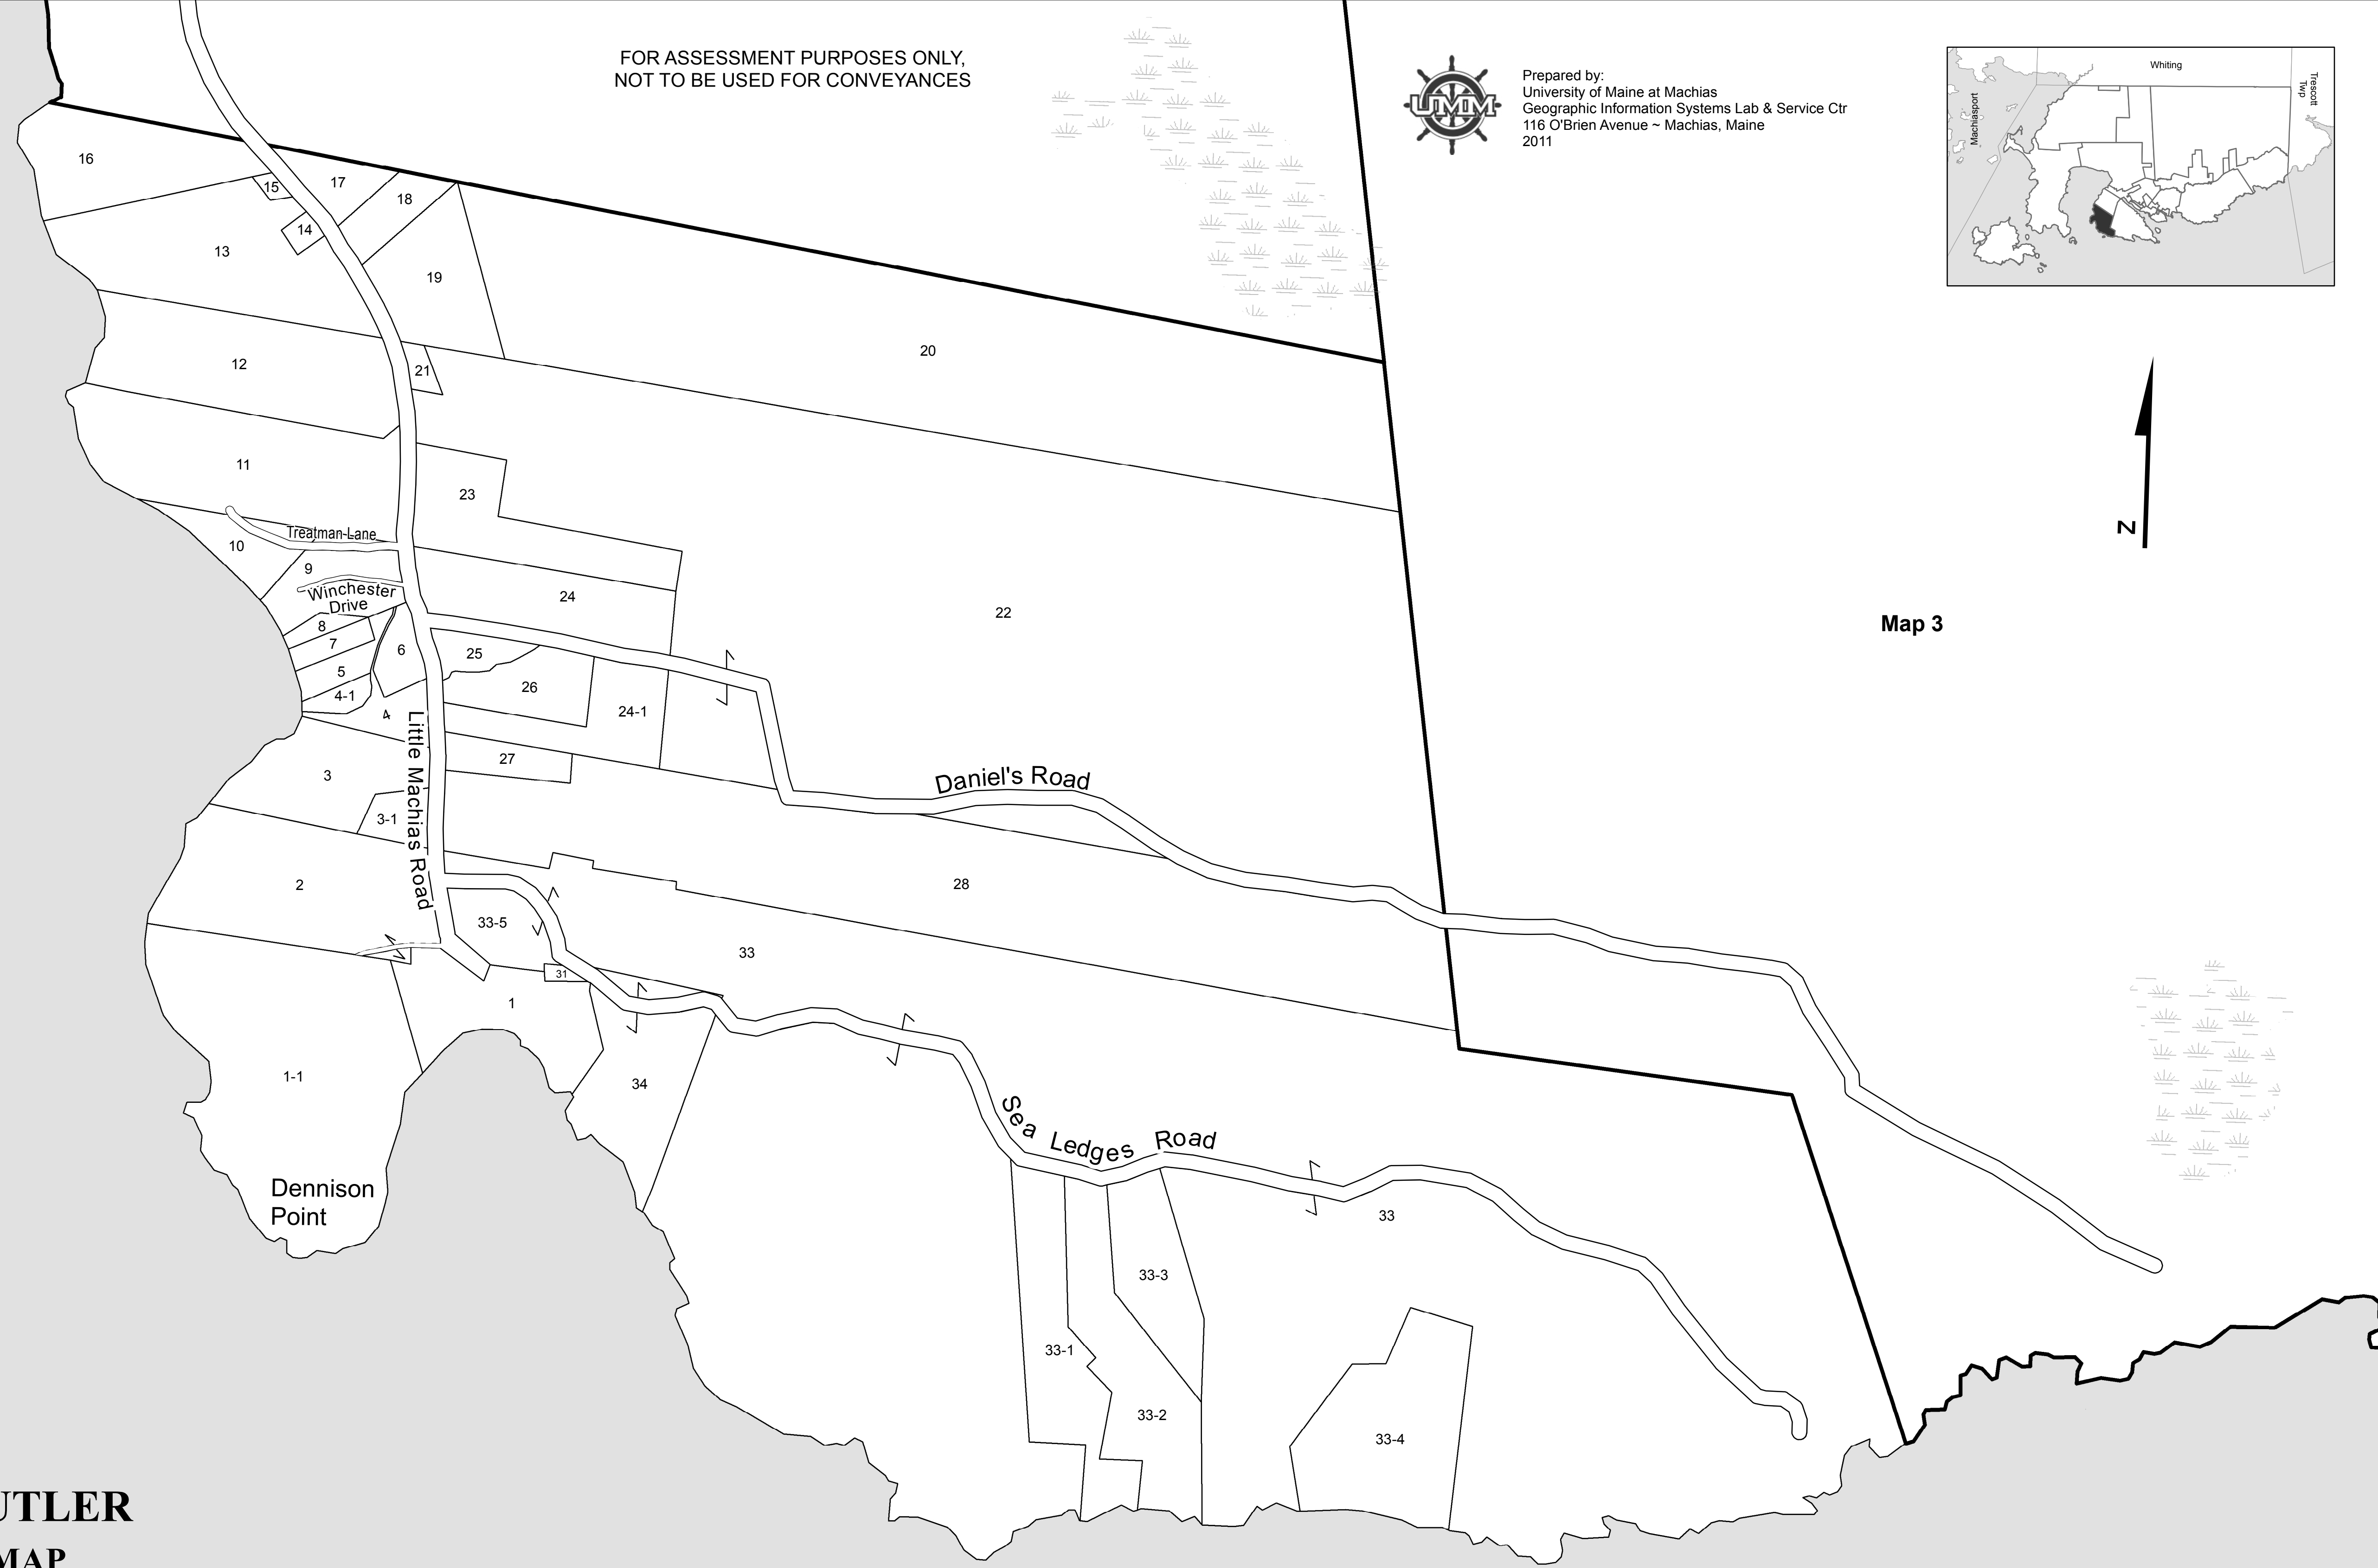 FOR ASSESSMENT PURPOSES ONLY,
NOT TO BE USED FOR CONVEYANCES
UMM
Prepared by:
University of Maine at Machias
Geographic Information Systems Lab & Service Ctr
116 O'Brien Avenue ~ Machias, Maine
2011
Whiting
Trescott
Twp
Machiasport
16
15
17
18
14
13
19
20
12
21
11
23
Treatman Lane
10
9
Winchester
Drive
24
22
8
7
6
25
5
26
4-1
4
24-1
27
3
3-1
Little Machias Road
Daniel's Road
Map 3
N
2
28
33-5
33
31
1
1-1
34
Dennison
Point
Sea Ledges Road
33
33-3
33-1
33-2
33-4
UTLER
MAP